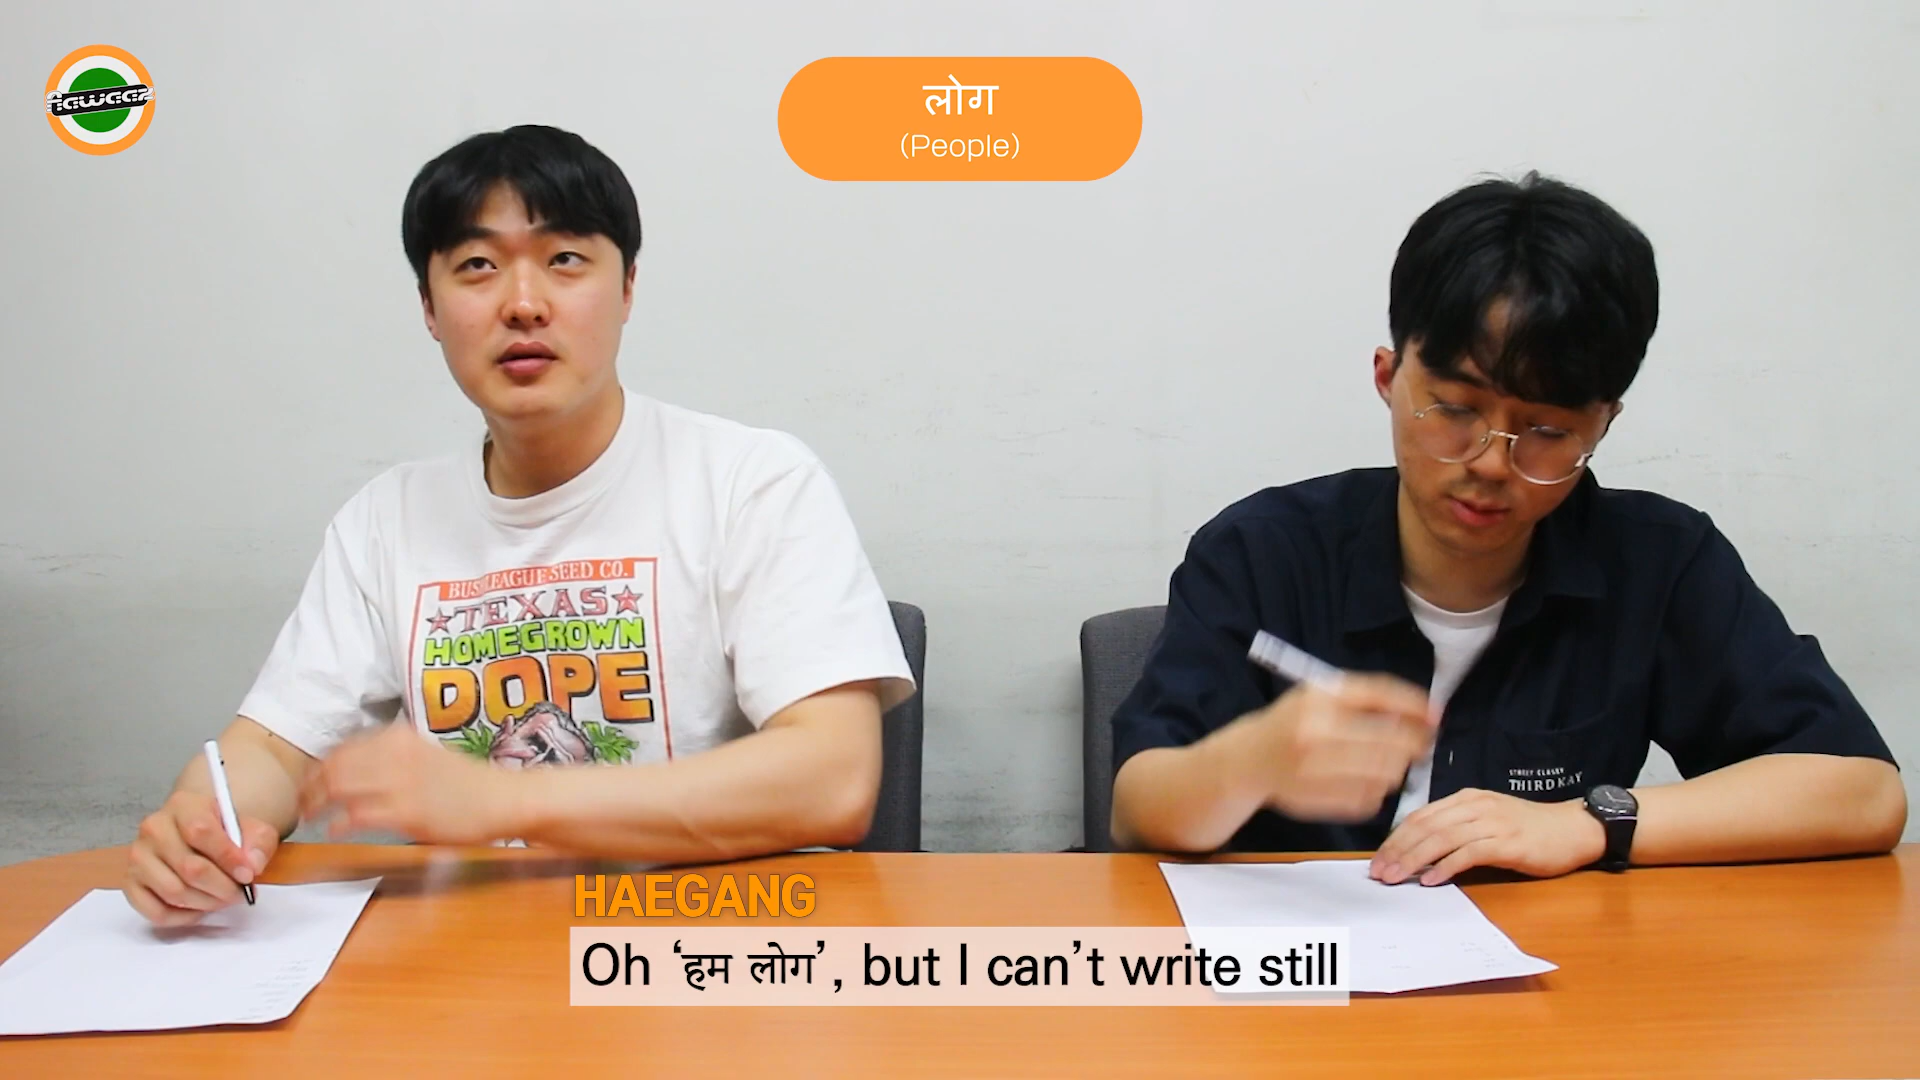 लोग
(People)
BUSH LEAGUE SEED CO.
TEXAS
HOMEGROWN
DOPE
THIRD KAY
HAEGANG
Oh ‘हम लोग’, but I can’t write still